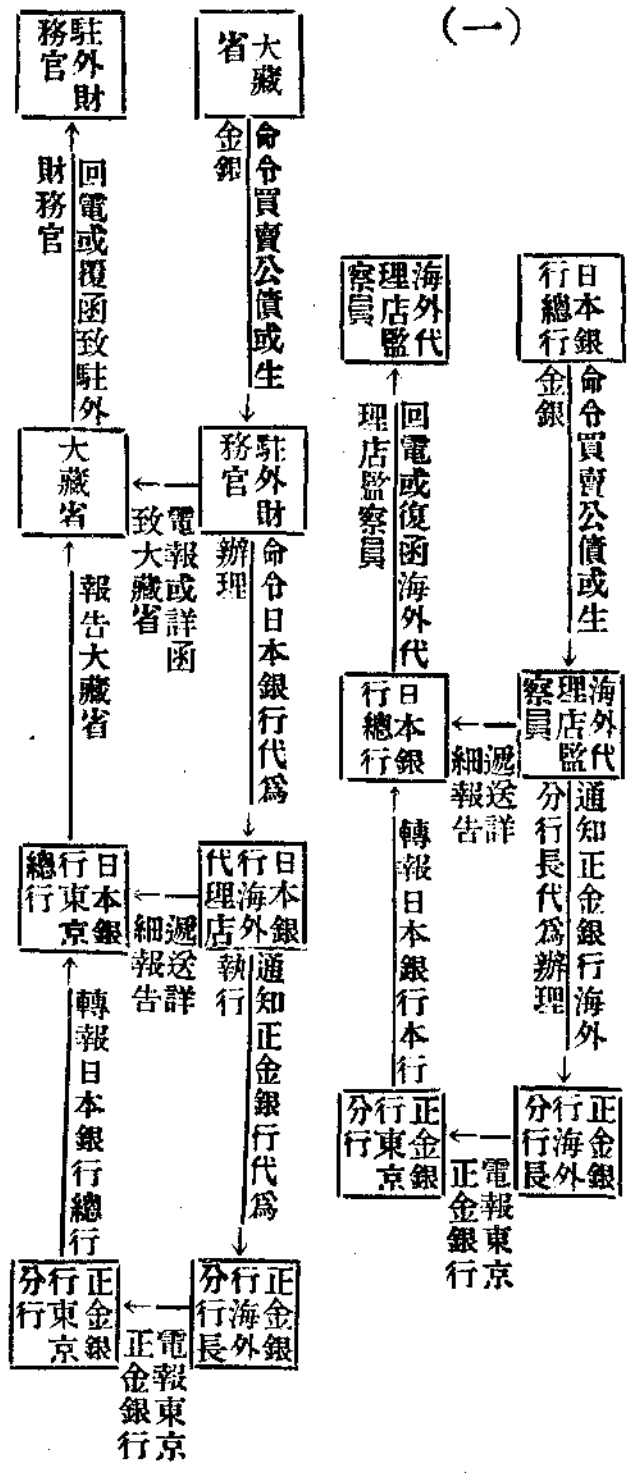 （一）
日本銀
行總行
命令買賣公債或生
金銀
海外代
理店監
察員
通知正金銀行海外
分行長代爲辦理
正金銀
行海外
分行長
電報東京
正金銀行
正金銀
行東京
分行
轉報日本銀行本行
遞送詳
細報告
日本銀
行總行
回電或復函海外代
理店監察員
海外代
理店監
察員
大藏
省
命令買賣公債或生
金銀
駐外財
務官
命令日本銀行代爲
辦理
日本銀
行海外
代理店
通知正金銀行代爲
執行
正金銀
行海外
分行長
電報東京
正金銀行
正金銀
行東京
分行
轉報日本銀行總行
遞送詳
細報告
日本銀
行東京
總行
報告大藏省
電報或詳函
致大藏省
大藏省
回電或覆函致駐外
財務官
駐外財
務官